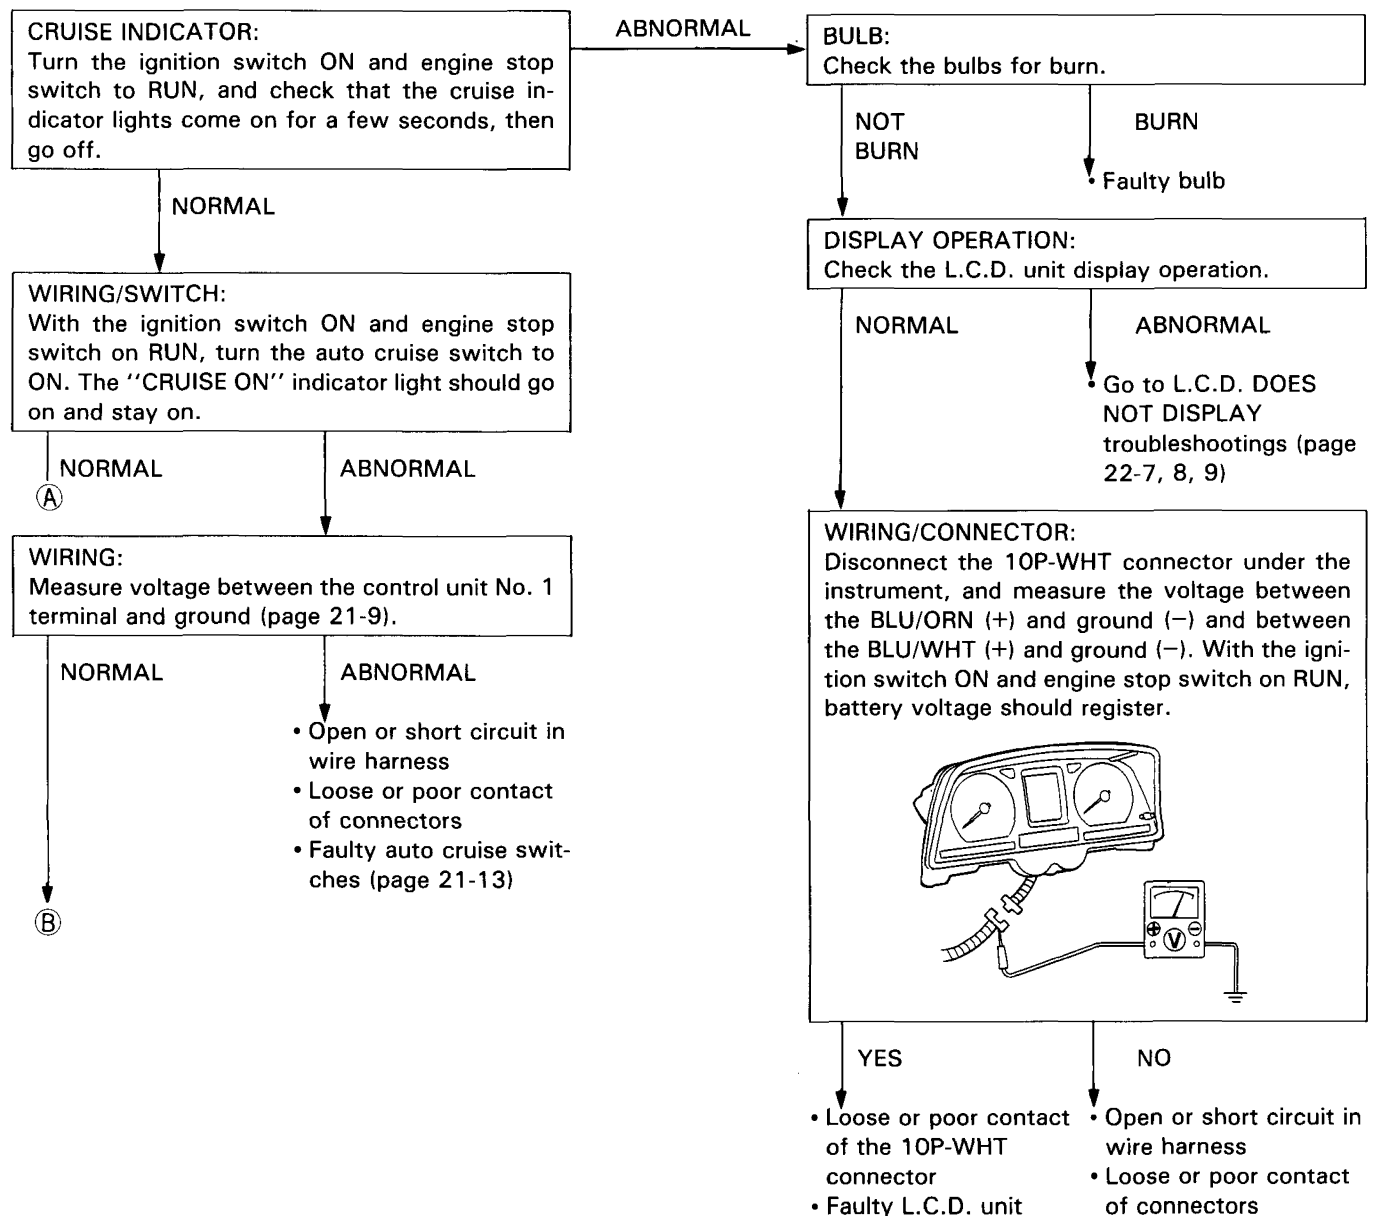 CRUISE INDICATOR:
Turn the ignition switch ON and engine stop
switch to RUN, and check that the cruise in-
dicator lights come on for a few seconds, then
go off.
ABNORMAL
BULB:
Check the bulbs for burn.
NOT
BURN
BURN
• Faulty bulb
NORMAL
DISPLAY OPERATION:
Check the L.C.D. unit display operation.
WIRING/SWITCH:
With the ignition switch ON and engine stop
switch on RUN, turn the auto cruise switch to
ON. The ''CRUISE ON'' indicator light should go
on and stay on.
NORMAL
ABNORMAL
• Go to L.C.D. DOES
NOT DISPLAY
troubleshootings (page
22-7, 8, 9)
NORMAL
ABNORMAL
Ⓐ
WIRING:
Measure voltage between the control unit No. 1
terminal and ground (page 21-9).
WIRING/CONNECTOR:
Disconnect the 10P-WHT connector under the
instrument, and measure the voltage between
the BLU/ORN (+) and ground (−) and between
the BLU/WHT (+) and ground (−). With the igni-
tion switch ON and engine stop switch on RUN,
battery voltage should register.
NORMAL
ABNORMAL
• Open or short circuit in
wire harness
• Loose or poor contact
of connectors
• Faulty auto cruise swit-
ches (page 21-13)
Ⓑ
+
−
V
YES
NO
• Loose or poor contact
of the 10P-WHT
connector
• Faulty L.C.D. unit
• Open or short circuit in
wire harness
• Loose or poor contact
of connectors